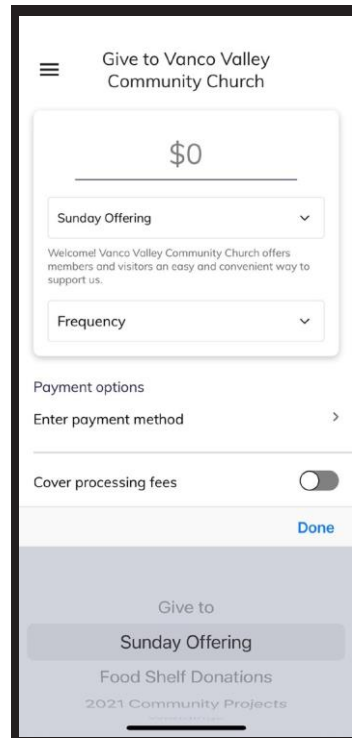 Give to Vanco Valley
Community Church
$0
Sunday Offering
Welcome! Vanco Valley Community Church offers
members and visitors an easy and convenient way to
support us.
Frequency
Payment options
Enter payment method
Cover processing fees
Done
Give to
Sunday Offering
Food Shelf Donations
2021 Community Projects